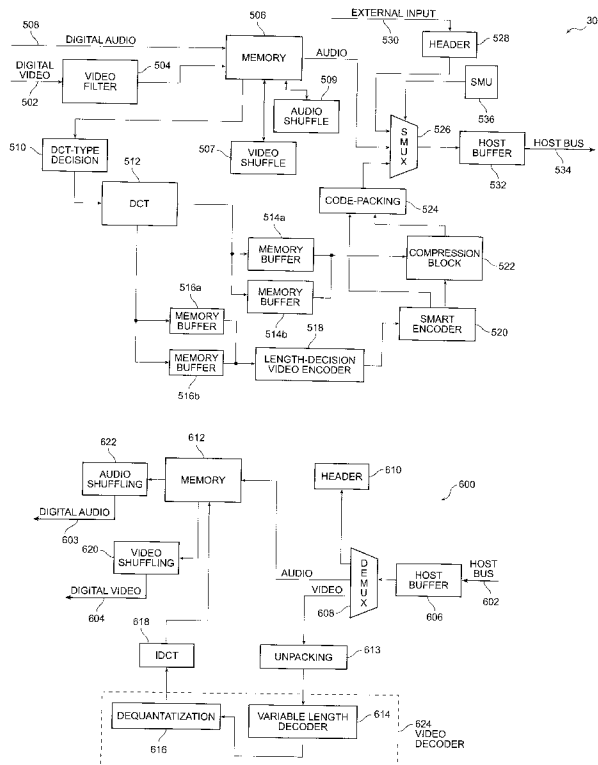 EXTERNAL INPUT
530
30
508
DIGITAL AUDIO
506
MEMORY
AUDIO
HEADER
528
DIGITAL
VIDEO
502
504
VIDEO
FILTER
509
AUDIO
SHUFFLE
SMU
536
SMUX
526
HOST
BUFFER
532
HOST BUS
534
510
DCT-TYPE
DECISION
507
VIDEO SHUFFLE
512
DCT
CODE-PACKING
524
514a
MEMORY
BUFFER
COMPRESSION
BLOCK
522
MEMORY
BUFFER
514b
516a
MEMORY
BUFFER
518
LENGTH-DECISION
VIDEO ENCODER
SMART
ENCODER
520
MEMORY
BUFFER
516b
612
622
AUDIO
SHUFFLING
MEMORY
HEADER
610
600
DIGITAL AUDIO
603
620
VIDEO
SHUFFLING
DIGITAL VIDEO
604
AUDIO
VIDEO
DEMUX
608
HOST
BUFFER
606
HOST
BUS
602
618
IDCT
UNPACKING
613
DEQUANTATIZATION
616
VARIABLE LENGTH
DECODER
614
624
VIDEO
DECODER